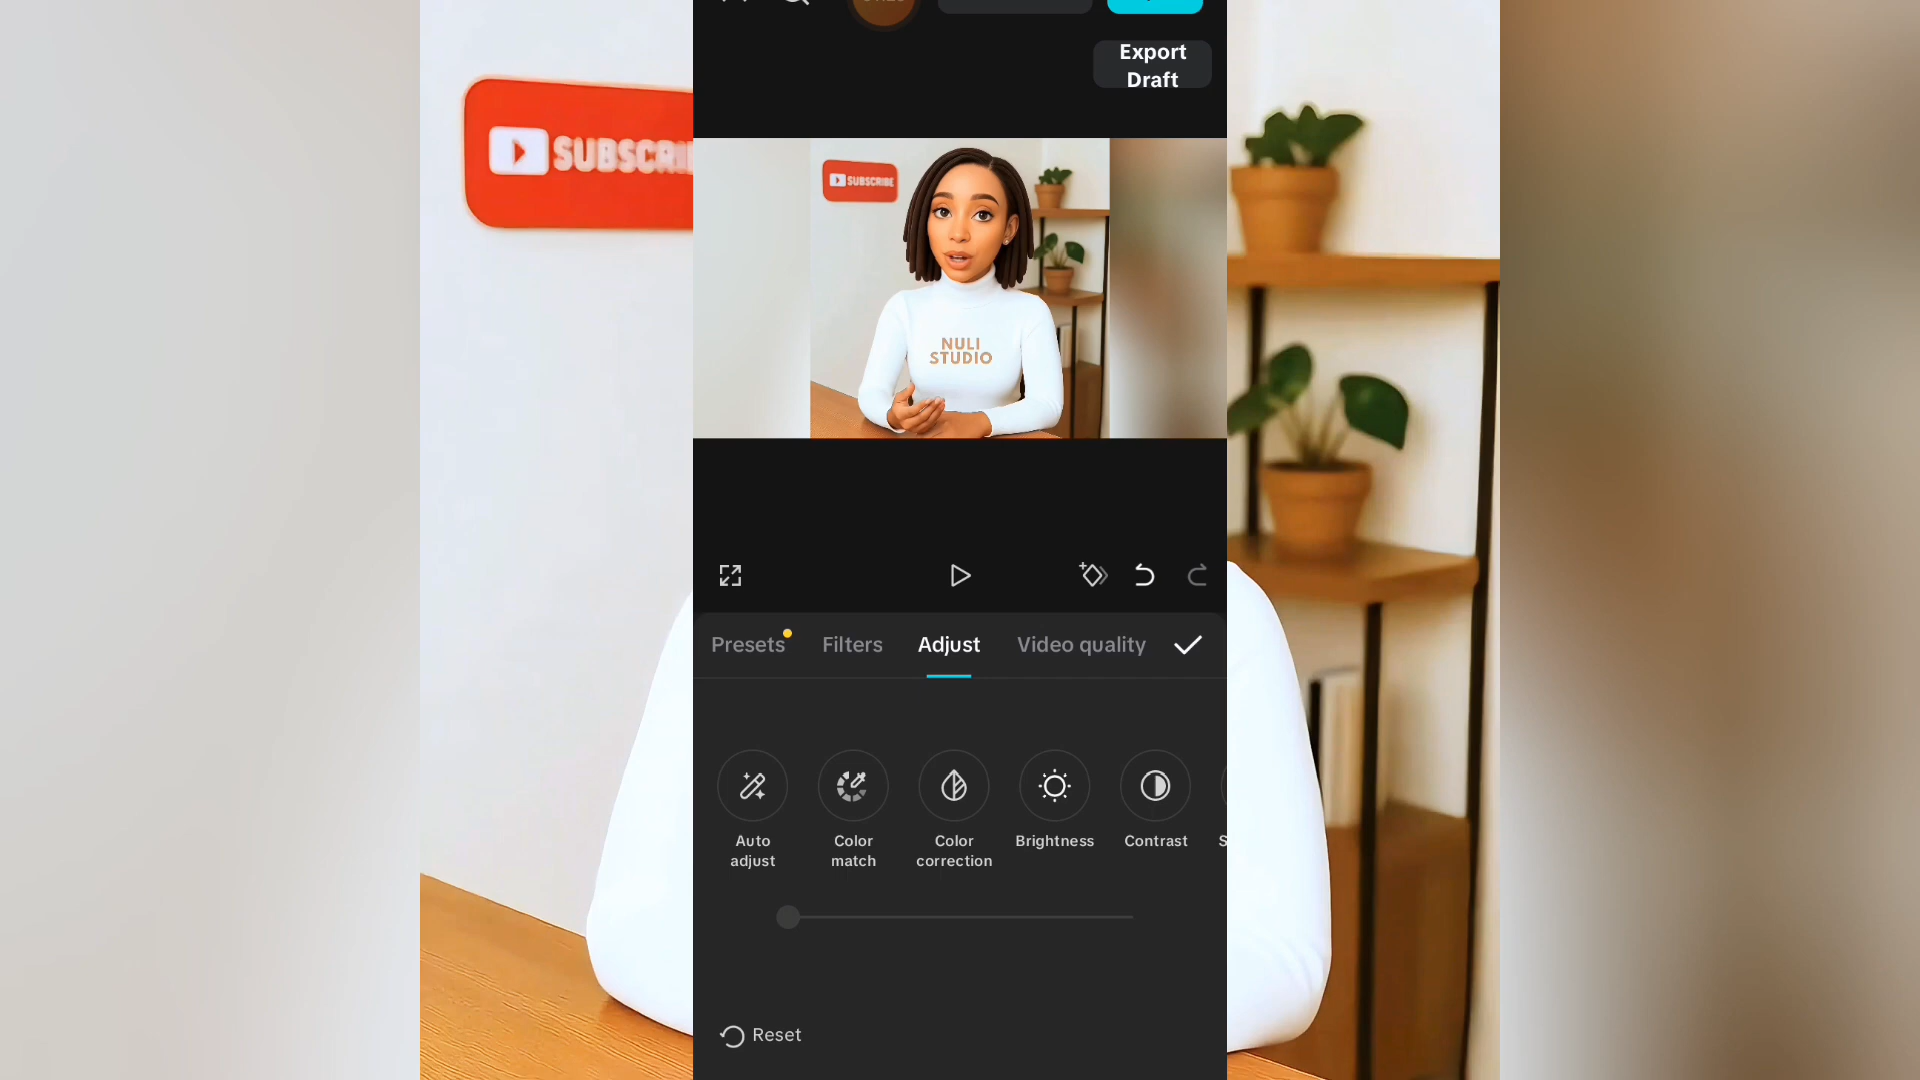 Export
Draft
SUBSCRI
SUBSCRIBE
NULI
STUDIO
Presets
Filters
Adjust
Video quality
Auto
adjust
Color
match
Color
correction
Brightness
Contrast
S
Reset